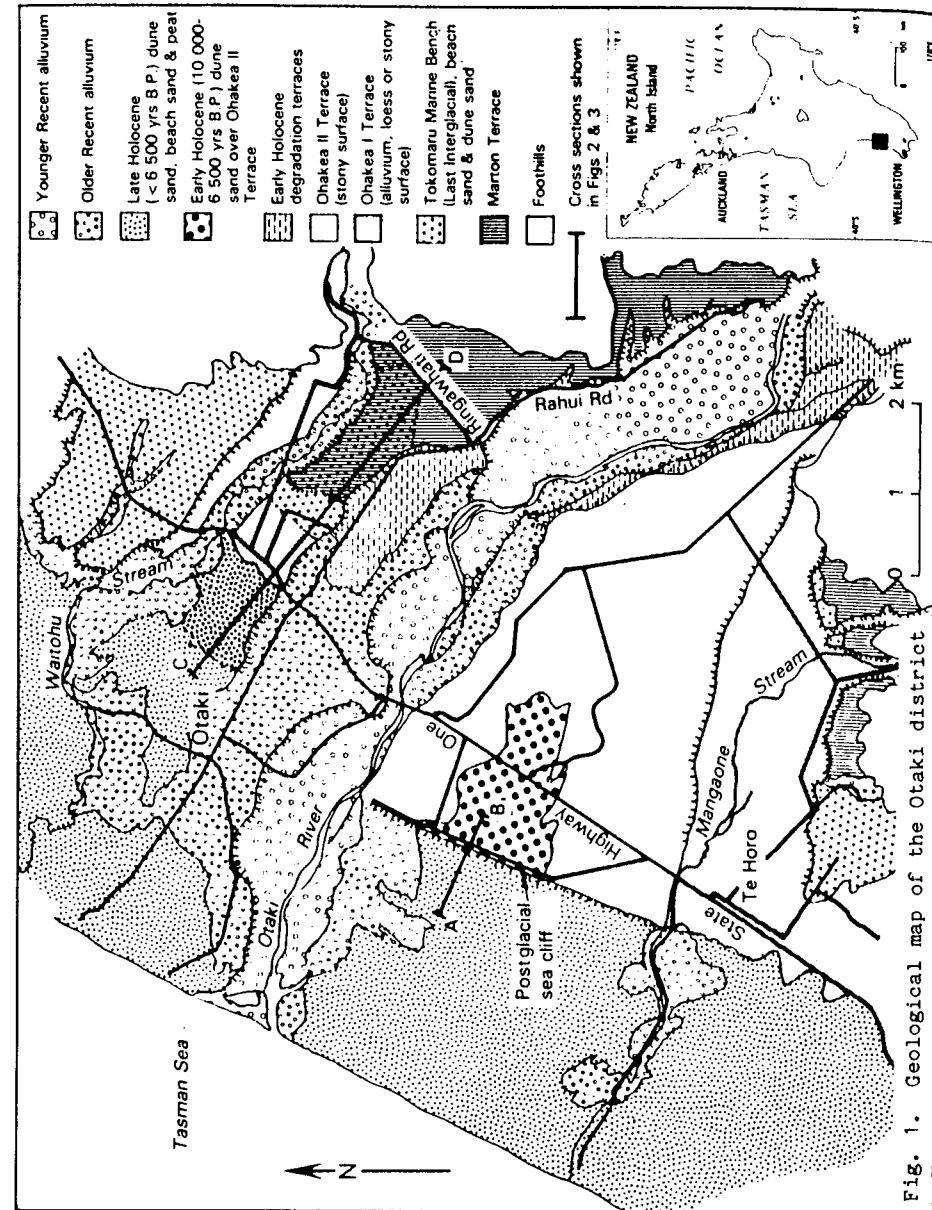 Younger Recent alluvium
Older Recent alluvium
Late Holocene
(< 6 500 yrs B.P.) dune
sand, beach sand & peat
Early Holocene (10 000-
6 500 yrs B.P.) dune
sand over Ohakea II
Terrace
Early Holocene
degradation terraces
Ohakea II Terrace
(stony surface)
Ohakea I Terrace
(alluvium, loess or stony
surface)
Tokomaru Marine Bench
(Last Interglacial), beach
sand & dune sand
Marton Terrace
Foothills
Cross sections shown
in Figs 2 & 3
NEW ZEALAND
North Island
PACIFIC
OCEAN
AUCKLAND
TASMAN
SEA
WELLINGTON
40°S
Tasman Sea
N
Waitohu
Stream
Otaki
C
Otaki
River
Ringawhati Rd
D
Rahui Rd
A
B
Postglacial
sea cliff
State
Highway
One
Mangaone
Stream
Te Horo
0 1 2 km
Fig. 1. Geological map of the Otaki district